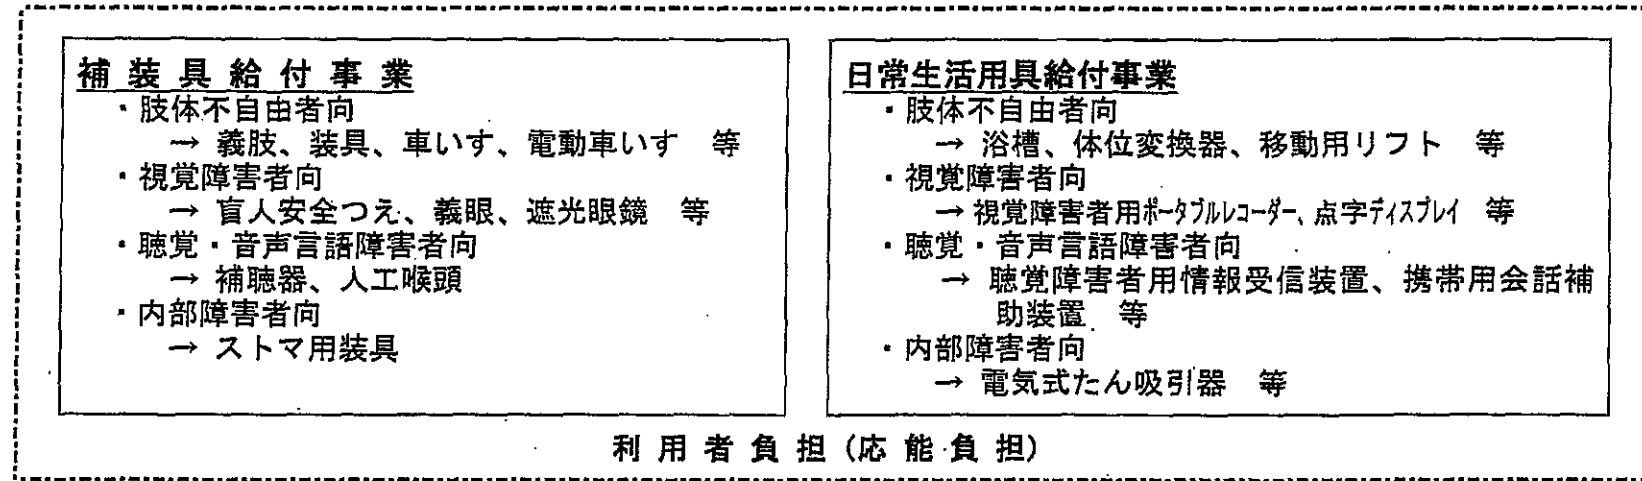 補装具給付事業
・肢体不自由者向
→ 義肢、装具、車いす、電動車いす 等
・視覚障害者向
→ 盲人安全つえ、義眼、遮光眼鏡 等
・聴覚・音声言語障害者向
→ 補聴器、人工喉頭
・内部障害者向
→ ストマ用装具
日常生活用具給付事業
・肢体不自由者向
→ 浴槽、体位変換器、移動用リフト 等
・視覚障害者向
→ 視覚障害者用ポータブルレコーダー、点字ディスプレイ 等
・聴覚・音声言語障害者向
→ 聴覚障害者用情報受信装置、携帯用会話補
助装置 等
・内部障害者向
→ 電気式たん吸引器 等
利用者負担(応能負担)